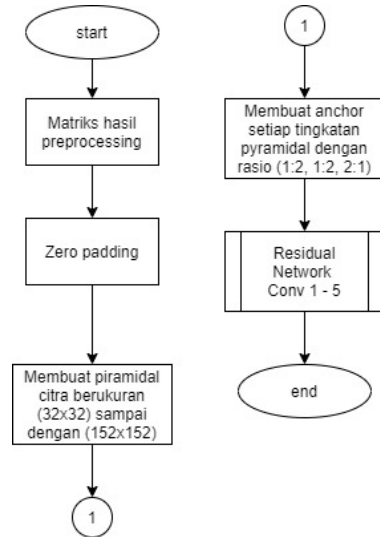 start
Matriks hasil
preprocessing
Zero padding
Membuat piramidal
citra berukuran
(32x32) sampai
dengan (152x152)
1
1
Membuat anchor
setiap tingkatan
pyramidal dengan
rasio (1:2, 1:2, 2:1)
Residual
Network
Conv 1 - 5
end